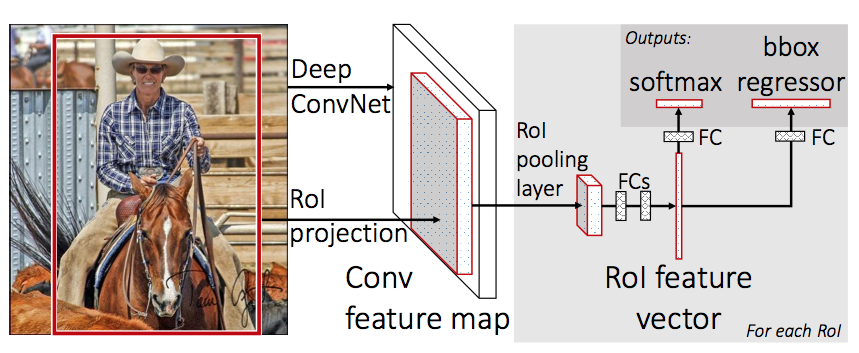 Deep
ConvNet
RoI
projection
Conv
feature map
RoI
pooling
layer
FCs
Outputs:
softmax
bbox
regressor
FC
FC
RoI feature
vector
For each RoI